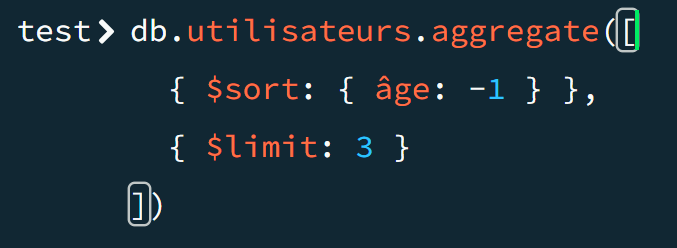 test> db.utilisateurs.aggregate([
{ $sort: { âge: -1 } },
{ $limit: 3 }
])